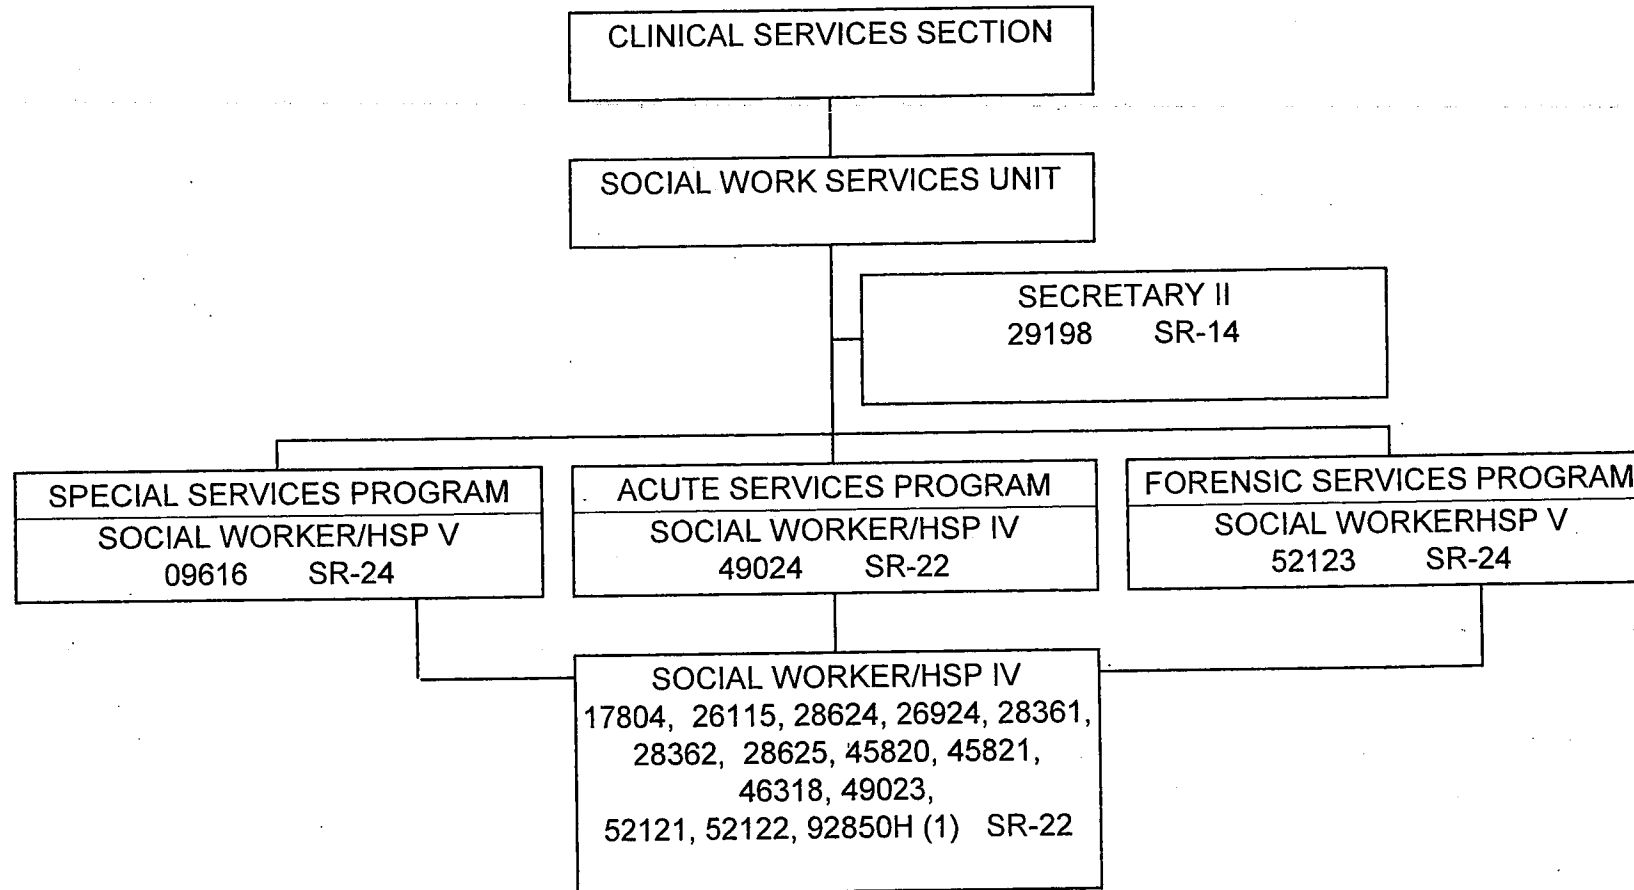 CLINICAL SERVICES SECTION
SOCIAL WORK SERVICES UNIT
SECRETARY II
29198 SR-14
SPECIAL SERVICES PROGRAM
SOCIAL WORKER/HSP V
09616 SR-24
ACUTE SERVICES PROGRAM
SOCIAL WORKER/HSP IV
49024 SR-22
FORENSIC SERVICES PROGRAM
SOCIAL WORKERHSP V
52123 SR-24
SOCIAL WORKER/HSP IV
17804, 26115, 28624, 26924, 28361,
28362, 28625, 45820, 45821,
46318, 49023,
52121, 52122, 92850H (1) SR-22